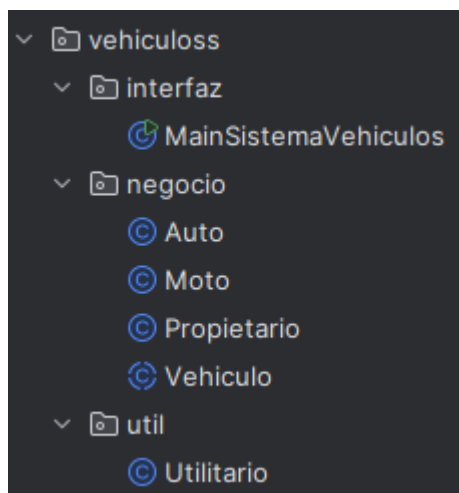 vehiculoss
interfaz
MainSistemaVehiculos
negocio
Auto
Moto
Propietario
Vehiculo
util
Utilitario